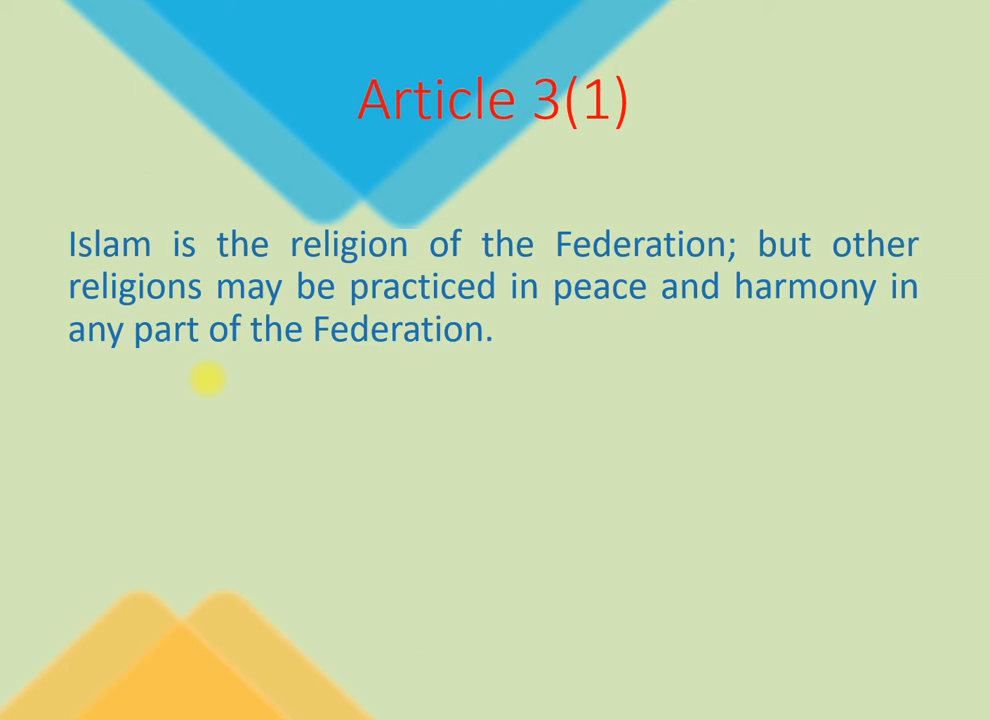 Article 3(1)
Islam is the religion of the Federation; but other
religions may be practiced in peace and harmony in
any part of the Federation.